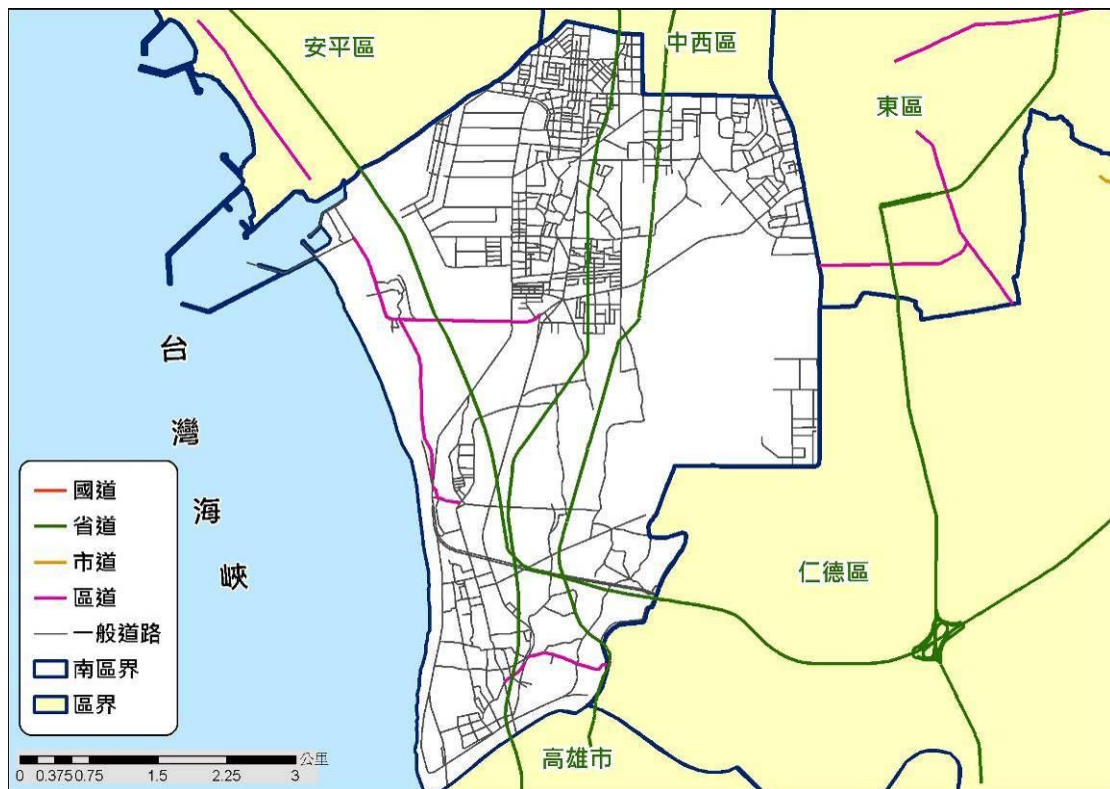 安平區
中西區
東區
台
灣
海
峽
國道
省道
市道
區道
一般道路
南區界
區界
仁德區
高雄市
公里
0 0.375 0.75 1.5 2.25 3